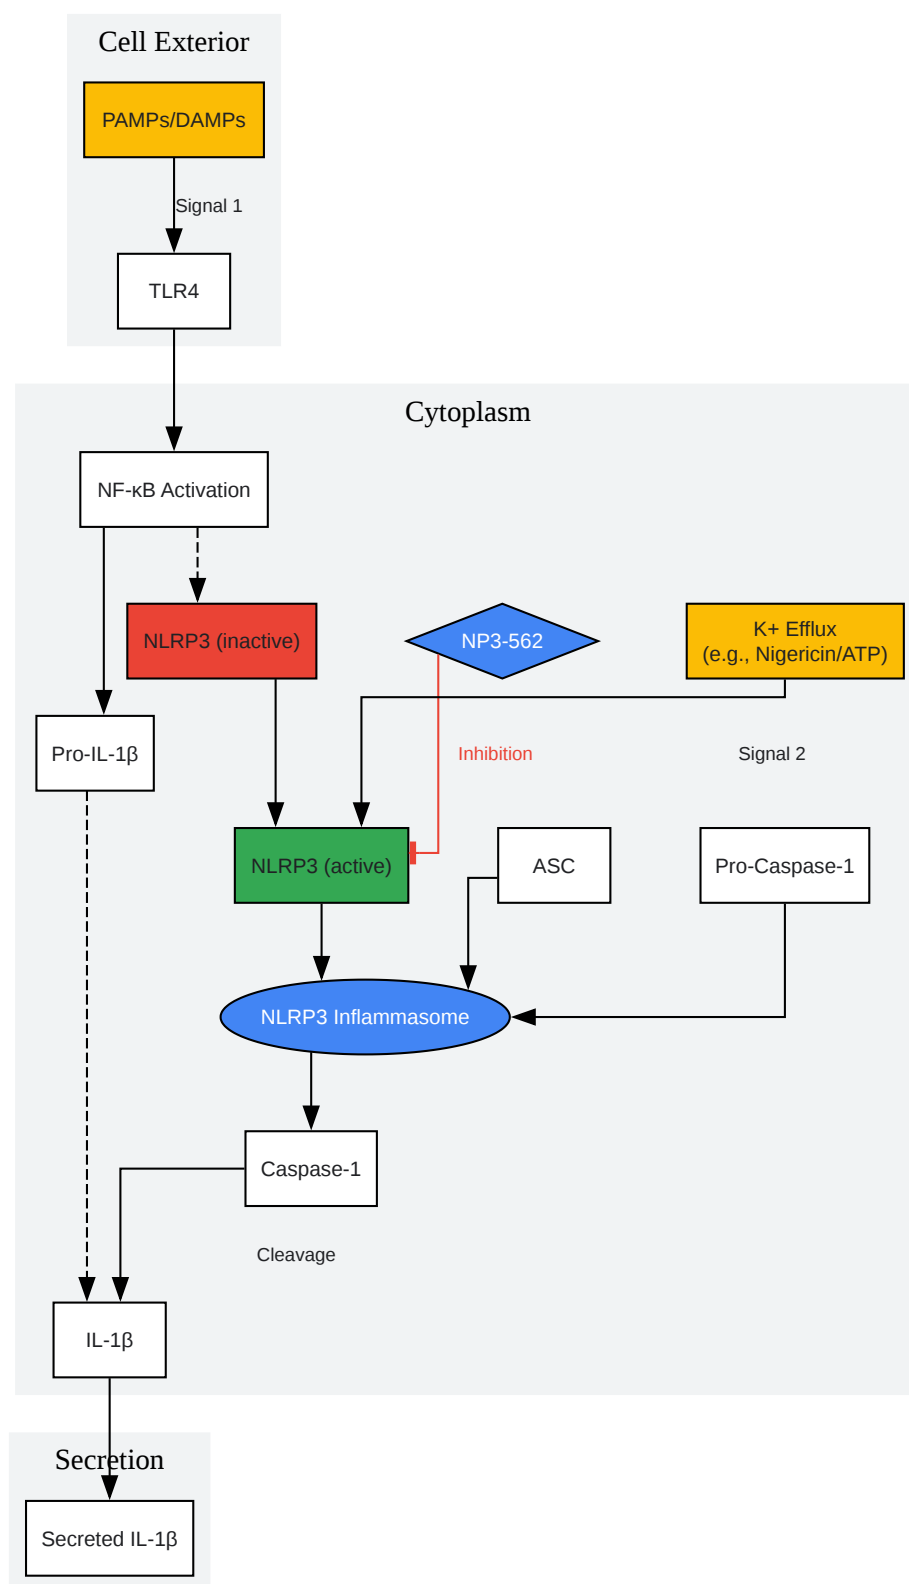 Cell Exterior
PAMPs/DAMPs
Signal 1
TLR4
Cytoplasm
NF-κB Activation
NLRP3 (inactive)
NP3-562
K+ Efflux
(e.g., Nigericin/ATP)
Pro-IL-1β
Inhibition
Signal 2
NLRP3 (active)
ASC
Pro-Caspase-1
NLRP3 Inflammasome
Caspase-1
Cleavage
IL-1β
Secretion
Secreted IL-1β